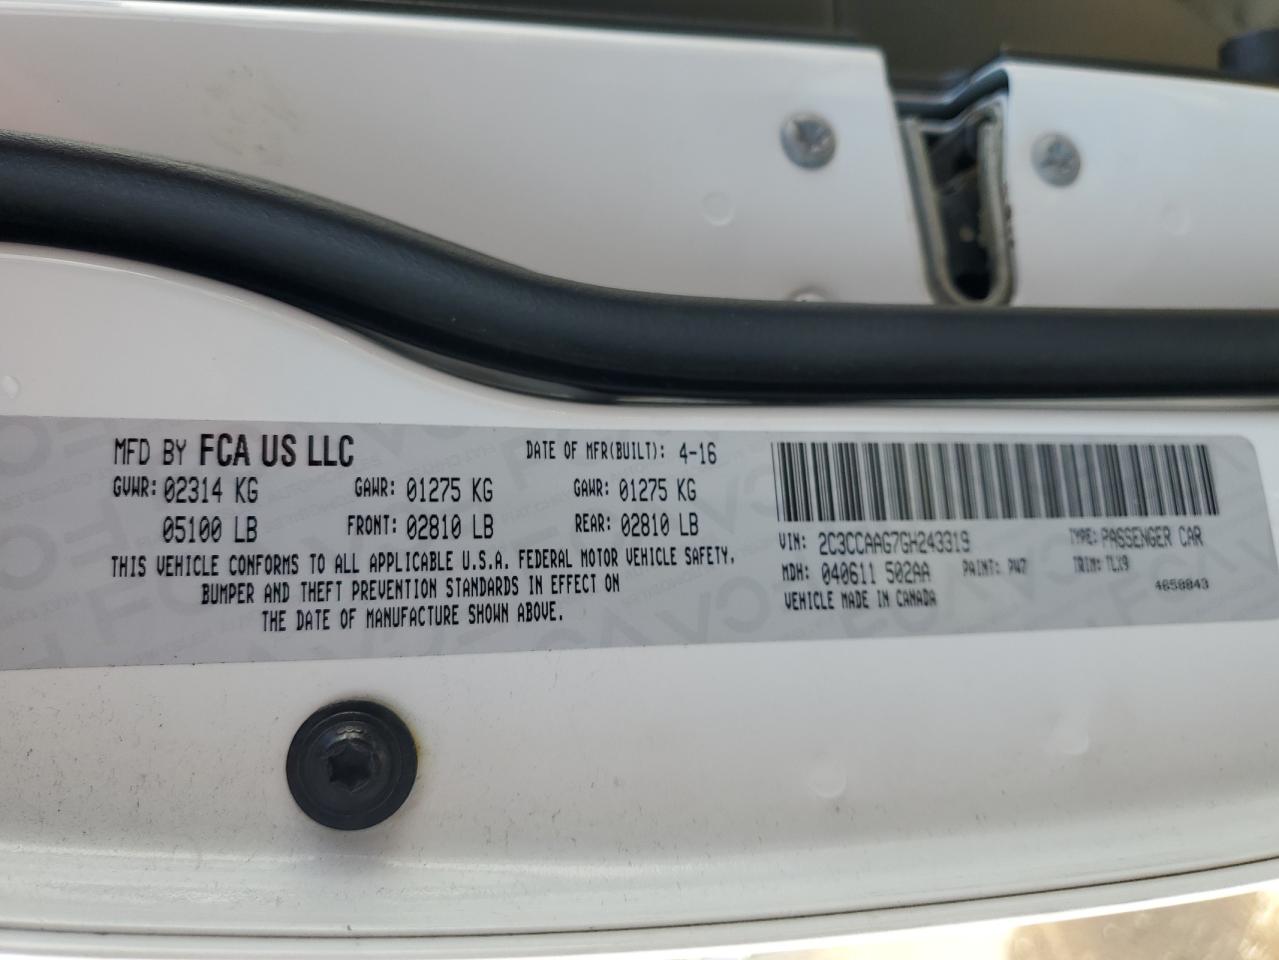 MFD BY FCA US LLC DATE OF MFR(BUILT): 4-16
GVWR: 02314 KG GAWR: 01275 KG GAWR: 01275 KG
05100 LB FRONT: 02810 LB REAR: 02810 LB
THIS VEHICLE CONFORMS TO ALL APPLICABLE U.S.A. FEDERAL MOTOR VEHICLE SAFETY,
BUMPER AND THEFT PREVENTION STANDARDS IN EFFECT ON
THE DATE OF MANUFACTURE SHOWN ABOVE.
VIN: 2C3CCAAG7GH243319 TYPE: PASSENGER CAR
MDH: 040611 502AA PAINT: PW7 TRIM: TLX9
VEHICLE MADE IN CANADA 4658843